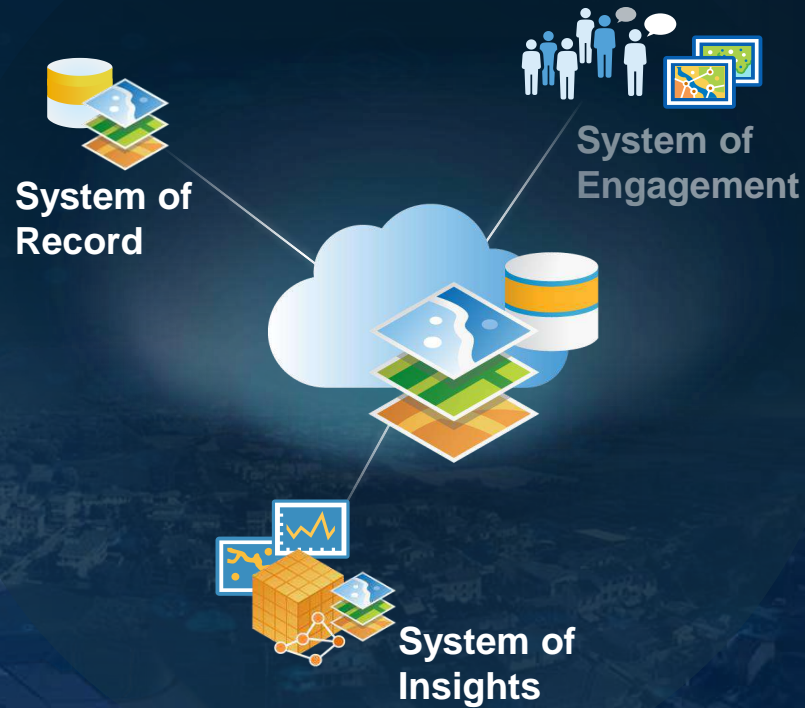 System of
Engagement
System of
Record
System of
Insights